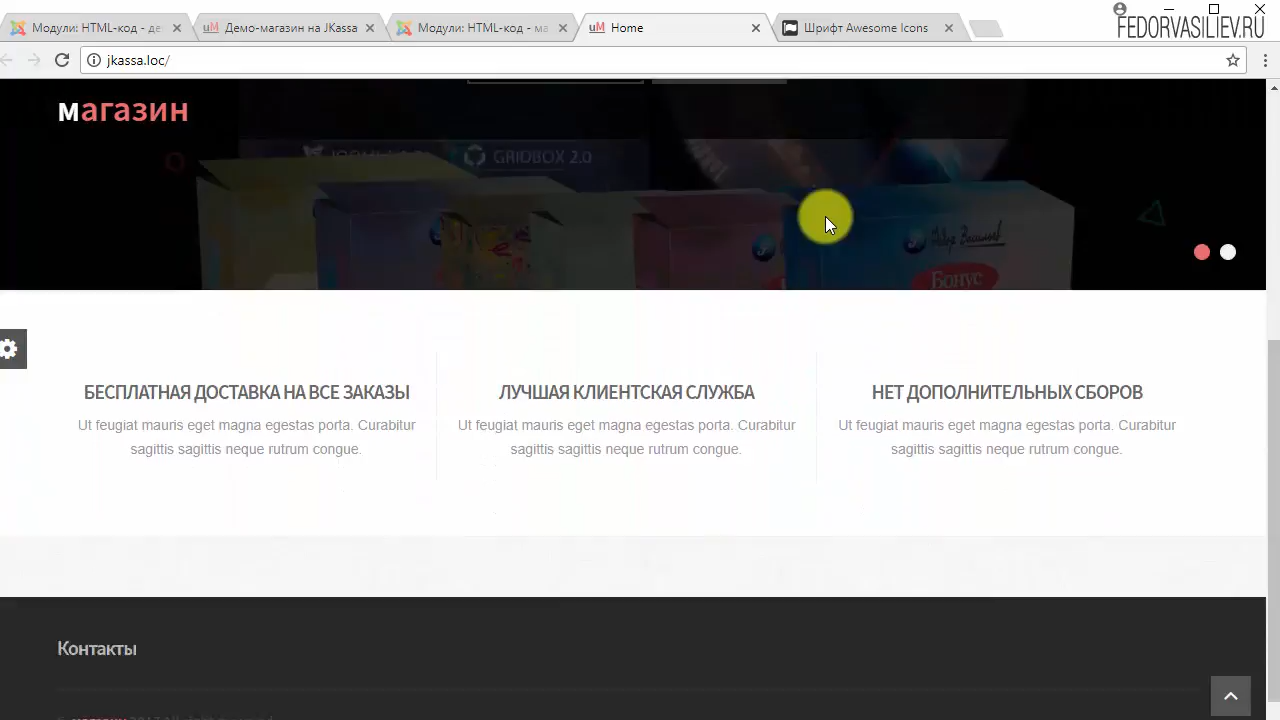 Модули: HTML-код - де
Демо-магазин на JKassa
Модули: HTML-код - ма
Home
Шрифт Awesome Icons
FEDORVASILIEV.RU
jkassa.loc/
магазин
GRIDBOX 2.0
Федор Васильев
Бонус
БЕСПЛАТНАЯ ДОСТАВКА НА ВСЕ ЗАКАЗЫ
ЛУЧШАЯ КЛИЕНТСКАЯ СЛУЖБА
НЕТ ДОПОЛНИТЕЛЬНЫХ СБОРОВ
Ut feugiat mauris eget magna egestas porta. Curabitur
sagittis sagittis neque rutrum congue.
Ut feugiat mauris eget magna egestas porta. Curabitur
sagittis sagittis neque rutrum congue.
Ut feugiat mauris eget magna egestas porta. Curabitur
sagittis sagittis neque rutrum congue.
Контакты